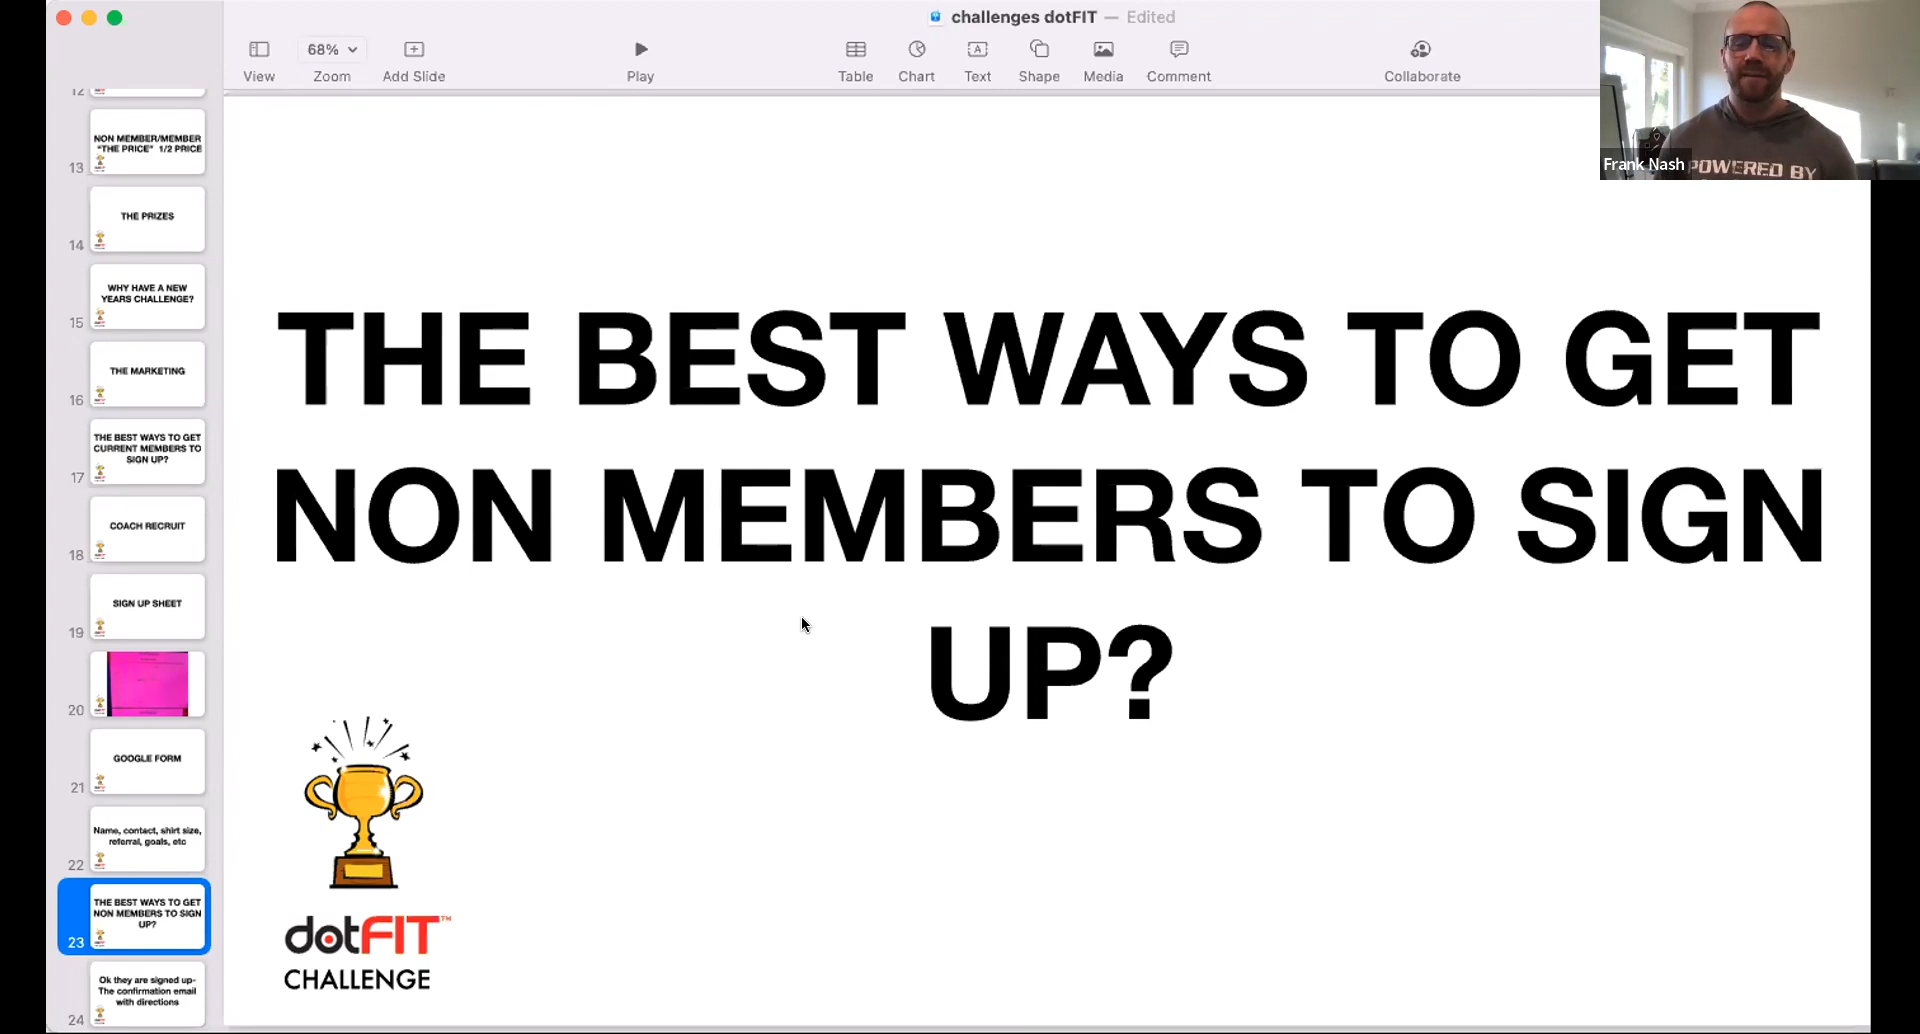 challenges dotFIT — Edited
68%
View
Zoom
Add Slide
Play
Table
Chart
Text
Shape
Media
Comment
Collaborate
Frank Nash
POWERED BY
12
NON MEMBER/MEMBER
"THE PRICE" 1/2 PRICE
13
THE PRIZES
14
WHY HAVE A NEW
YEARS CHALLENGE?
15
THE MARKETING
16
THE BEST WAYS TO GET
CURRENT MEMBERS TO
SIGN UP?
17
COACH RECRUIT
18
SIGN UP SHEET
19
20
GOOGLE FORM
21
Name, contact, shirt size,
referral, goals, etc
22
THE BEST WAYS TO GET
NON MEMBERS TO SIGN
UP?
23
Ok they are signed up-
The confirmation email
with directions
24
THE BEST WAYS TO GET
NON MEMBERS TO SIGN
UP?
dotFIT™
CHALLENGE